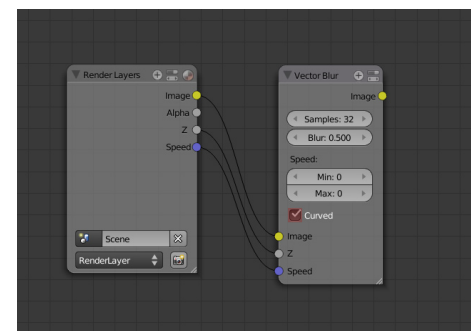 Render Layers
Image
Alpha
Z
Speed
Scene
RenderLayer
Vector Blur
Image
Samples: 32
Blur: 0.500
Speed:
Min: 0
Max: 0
Curved
Image
Z
Speed